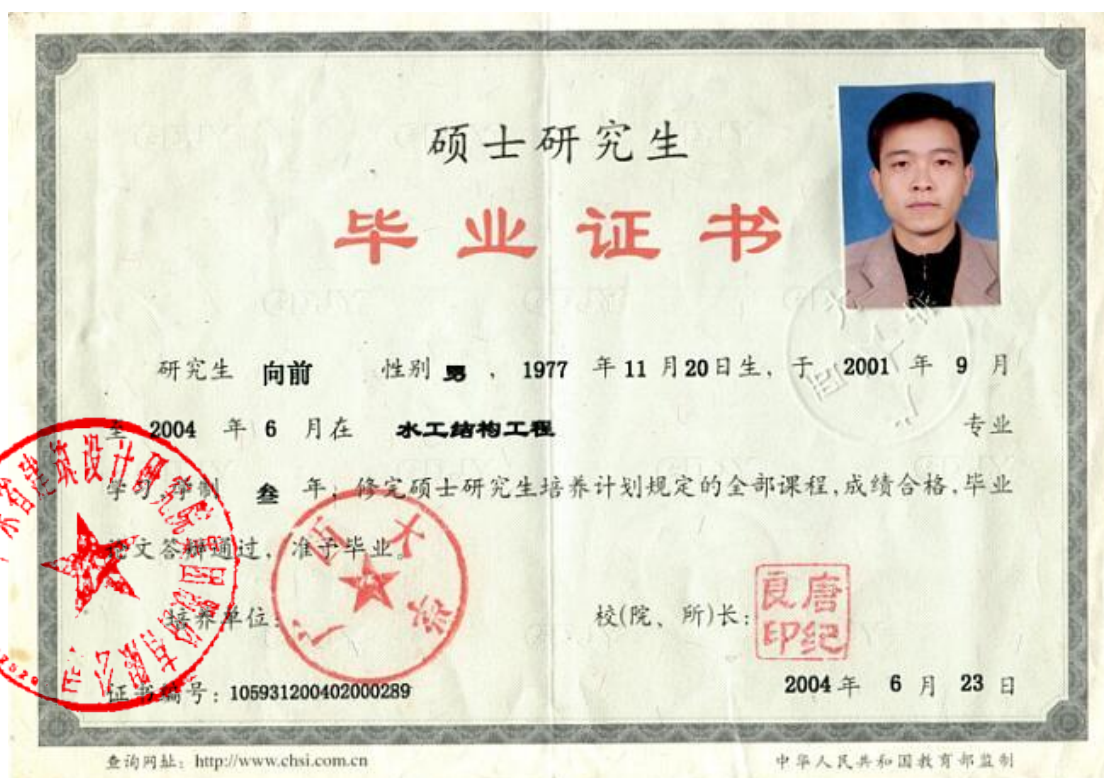 硕士研究生
毕业证书
研究生 向前 性别 男 , 1977 年 11 月 20 日生, 于 2001 年 9 月
至 2004 年 6 月在 水工结构工程 专业
学习,学制 叁 年,修完硕士研究生培养计划规定的全部课程,成绩合格,毕业
论文答辩通过,准予毕业。
培养单位: 校(院、所)长:
广西大学
唐纪良印
证书编号: 105931200402000289 2004 年 6 月 23 日
查询网址: http://www.chsi.com.cn 中华人民共和国教育部监制